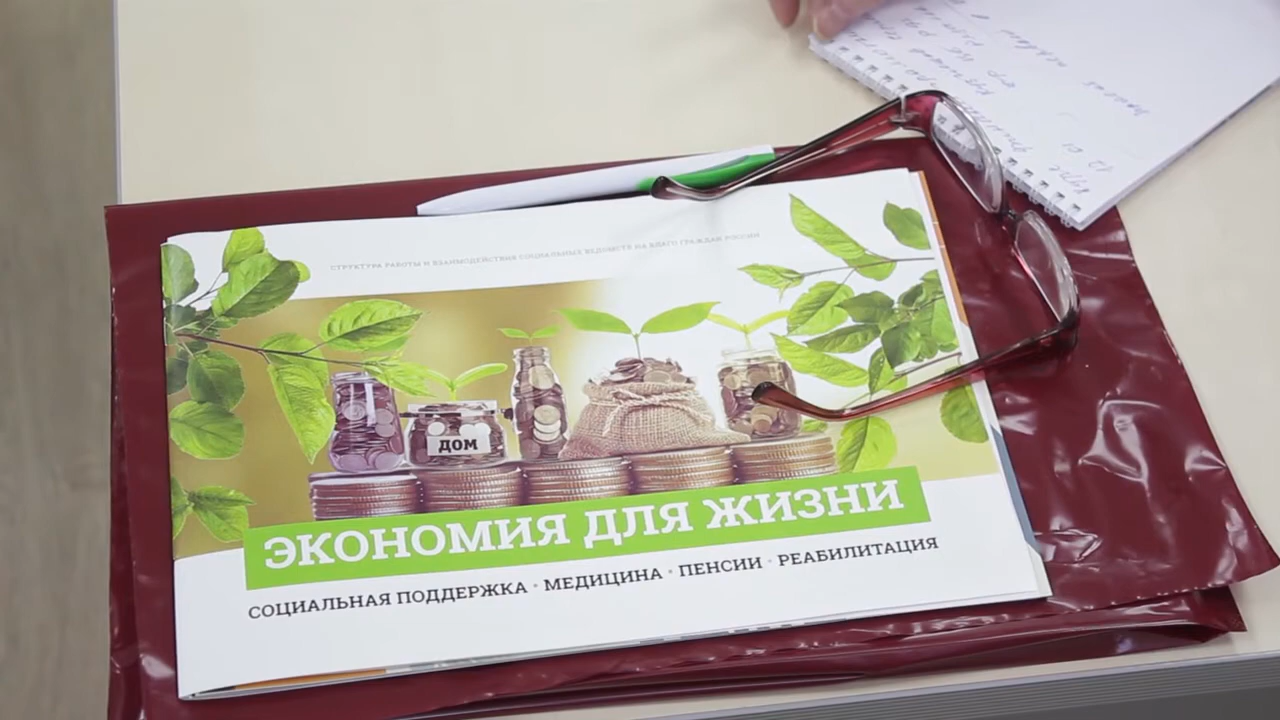 СТРУКТУРА РАБОТЫ И ВЗАИМОДЕЙСТВИЯ СОЦИАЛЬНЫХ ВЕДОМСТВ НА БЛАГО ГРАЖДАН РОССИИ
ДОМ
ЭКОНОМИЯ ДЛЯ ЖИЗНИ
СОЦИАЛЬНАЯ ПОДДЕРЖКА • МЕДИЦИНА • ПЕНСИИ • РЕАБИЛИТАЦИЯ